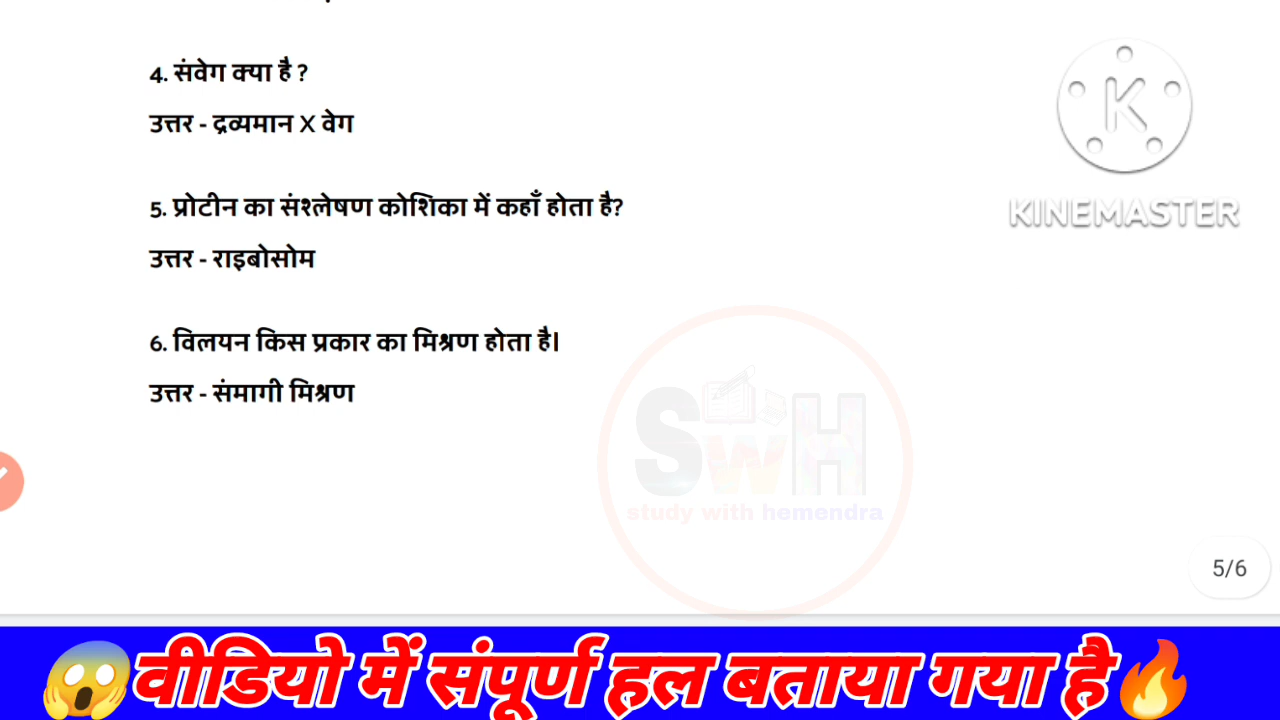 4. संवेग क्या है ?
उत्तर - द्रव्यमान X वेग
5. प्रोटीन का संश्लेषण कोशिका में कहाँ होता है?
उत्तर - राइबोसोम
6. विलयन किस प्रकार का मिश्रण होता है।
उत्तर - संमागी मिश्रण
K
KINEMASTER
SWH
study with hemendra
5/6
😱वीडियो में संपूर्ण हल बताया गया है🔥